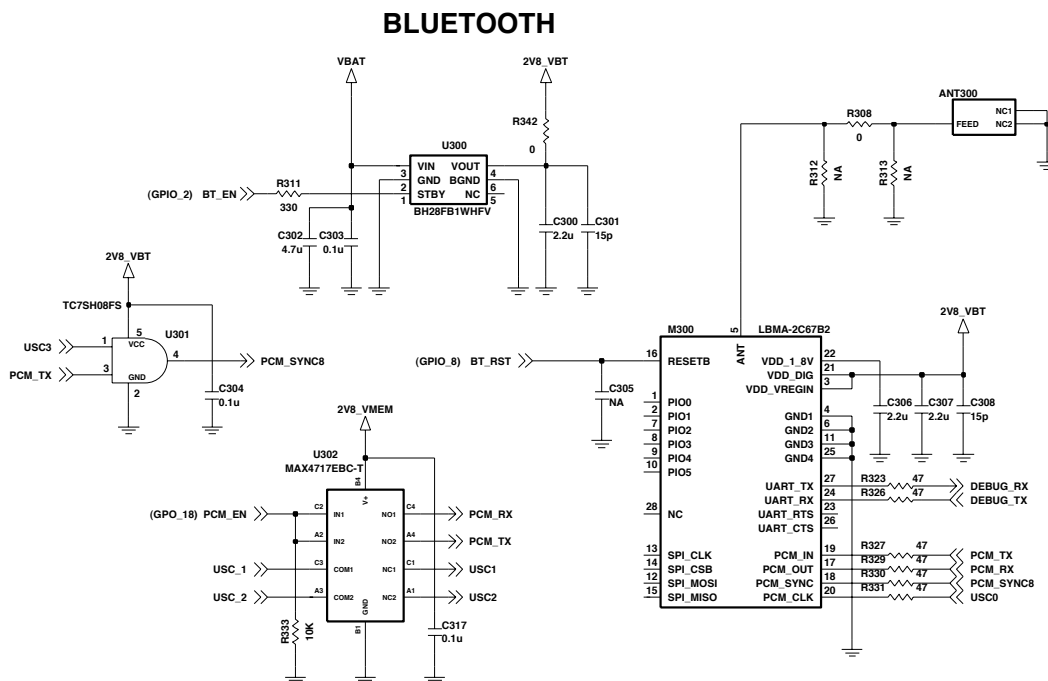 BLUETOOTH
VBAT
2V8_VBT
R342
0
U300
VIN VOUT
3 GND BGND 4
2 STBY NC 6
1 5
BH28FB1WHFV
(GPIO_2) BT_EN
R311
330
C302
4.7u
C303
0.1u
C300
2.2u
C301
15p
ANT300
NC1
FEED NC2
R308
0
R312
NA
R313
NA
2V8_VBT
TC7SH08FS
U301
USC3 1
5
VCC
4 PCM_SYNC8
PCM_TX 3
GND
2
C304
0.1u
2V8_VMEM
U302
MAX4717EBC-T
B4
V+
(GPO_18) PCM_EN C2 IN1 NO1 C4 PCM_RX
A2 IN2 NO2 A4 PCM_TX
USC_1 C3 COM1 NC1 C1 USC1
USC_2 A3 COM2 NC2 A1 USC2
GND
B1
R333
10K
C317
0.1u
M300 LBMA-2C67B2
5
ANT
2V8_VBT
(GPIO_8) BT_RST
16 RESETB
C305
NA
VDD_1_8V 22
VDD_DIG 21
VDD_VREGIN 3
C306
2.2u
C307
2.2u
C308
15p
1 PIO0
2 PIO1
7 PIO2
8 PIO3
9 PIO4
10 PIO5
GND1 4
GND2 6
GND3 11
GND4 25
28 NC
UART_TX 27 R323 47 DEBUG_RX
UART_RX 24 R326 47 DEBUG_TX
UART_RTS 23
UART_CTS 26
13 SPI_CLK
14 SPI_CSB
12 SPI_MOSI
15 SPI_MISO
PCM_IN 19 R327 47 PCM_TX
PCM_OUT 17 R329 47 PCM_RX
PCM_SYNC 18 R330 47 PCM_SYNC8
PCM_CLK 20 R331 47 USC0